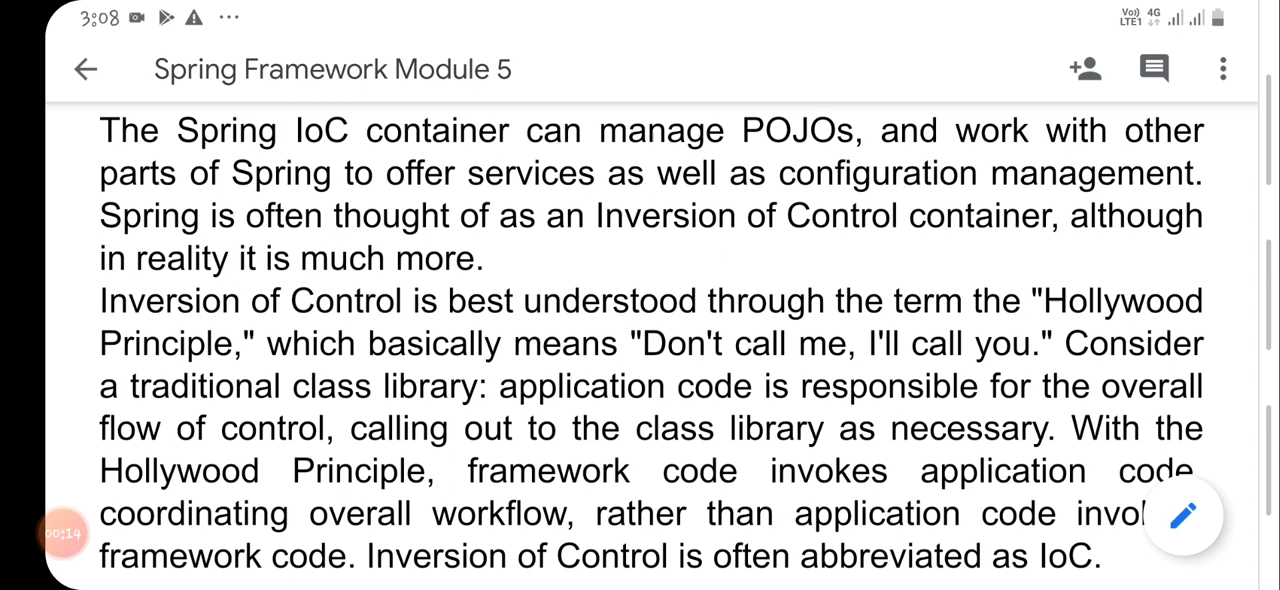 3:08
Vo)) 4G
LTE1
Spring Framework Module 5
The Spring IoC container can manage POJOs, and work with other
parts of Spring to offer services as well as configuration management.
Spring is often thought of as an Inversion of Control container, although
in reality it is much more.
Inversion of Control is best understood through the term the "Hollywood
Principle," which basically means "Don't call me, I'll call you." Consider
a traditional class library: application code is responsible for the overall
flow of control, calling out to the class library as necessary. With the
Hollywood Principle, framework code invokes application code
coordinating overall workflow, rather than application code
00:14
framework code. Inversion of Control is often abbreviated as IoC.